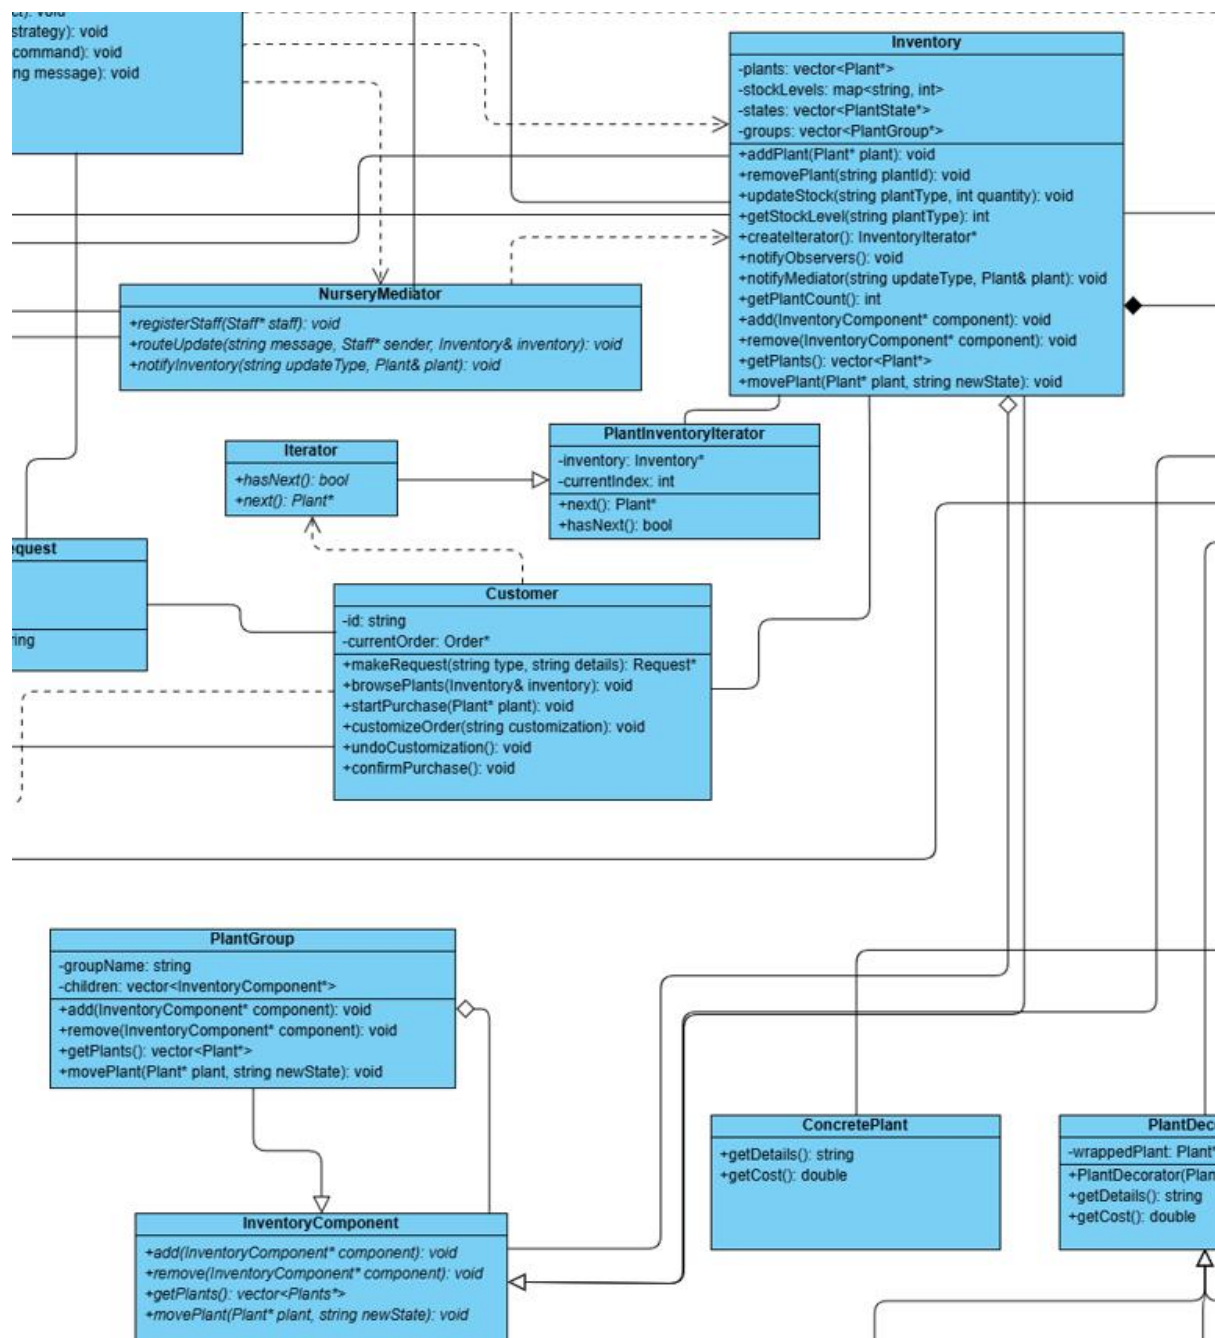 strategy): void
command): void
ng message): void
Inventory
-plants: vector<Plant*>
-stockLevels: map<string, int>
-states: vector<PlantState*>
-groups: vector<PlantGroup*>
+addPlant(Plant* plant): void
+removePlant(string plantId): void
+updateStock(string plantType, int quantity): void
+getStockLevel(string plantType): int
+createIterator(): InventoryIterator*
+notifyObservers(): void
+notifyMediator(string updateType, Plant& plant): void
+getPlantCount(): int
+add(InventoryComponent* component): void
+remove(InventoryComponent* component): void
+getPlants(): vector<Plant*>
+movePlant(Plant* plant, string newState): void
NurseryMediator
+registerStaff(Staff* staff): void
+routeUpdate(string message, Staff* sender, Inventory& inventory): void
+notifyInventory(string updateType, Plant& plant): void
Iterator
+hasNext(): bool
+next(): Plant*
PlantInventoryIterator
-inventory: Inventory*
-currentIndex: int
+next(): Plant*
+hasNext(): bool
equest
ring
Customer
-id: string
-currentOrder: Order*
+makeRequest(string type, string details): Request*
+browsePlants(Inventory& inventory): void
+startPurchase(Plant* plant): void
+customizeOrder(string customization): void
+undoCustomization(): void
+confirmPurchase(): void
PlantGroup
-groupName: string
-children: vector<InventoryComponent*>
+add(InventoryComponent* component): void
+remove(InventoryComponent* component): void
+getPlants(): vector<Plant*>
+movePlant(Plant* plant, string newState): void
InventoryComponent
+add(InventoryComponent* component): void
+remove(InventoryComponent* component): void
+getPlants(): vector<Plants*>
+movePlant(Plant* plant, string newState): void
ConcretePlant
+getDetails(): string
+getCost(): double
PlantDec
-wrappedPlant: Plant*
+PlantDecorator(Plan
+getDetails(): string
+getCost(): double